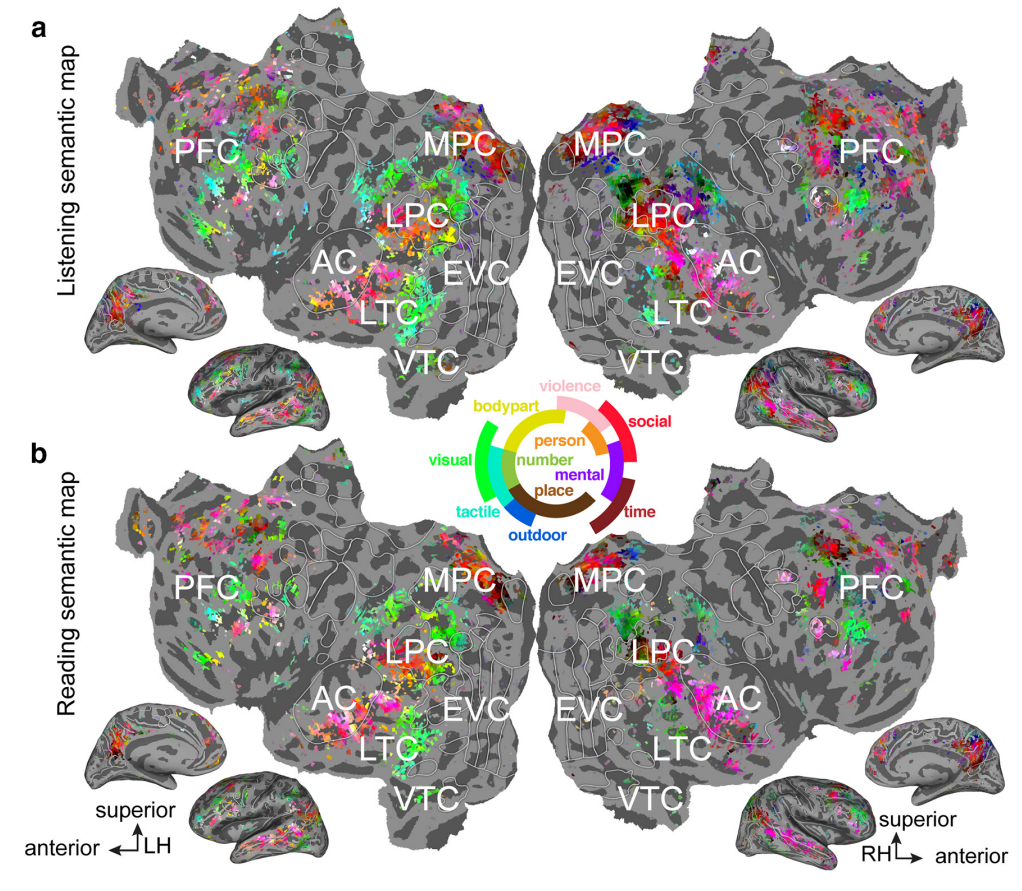 a
Listening semantic map
PFC
MPC
LPC
AC
EVC
LTC
VTC
MPC
PFC
LPC
EVC
AC
LTC
VTC
violence
bodypart
social
person
visual
number
mental
place
tactile
time
outdoor
b
Reading semantic map
PFC
MPC
LPC
AC
EVC
LTC
VTC
MPC
PFC
LPC
EVC
AC
LTC
VTC
superior
anterior
LH
superior
RH
anterior